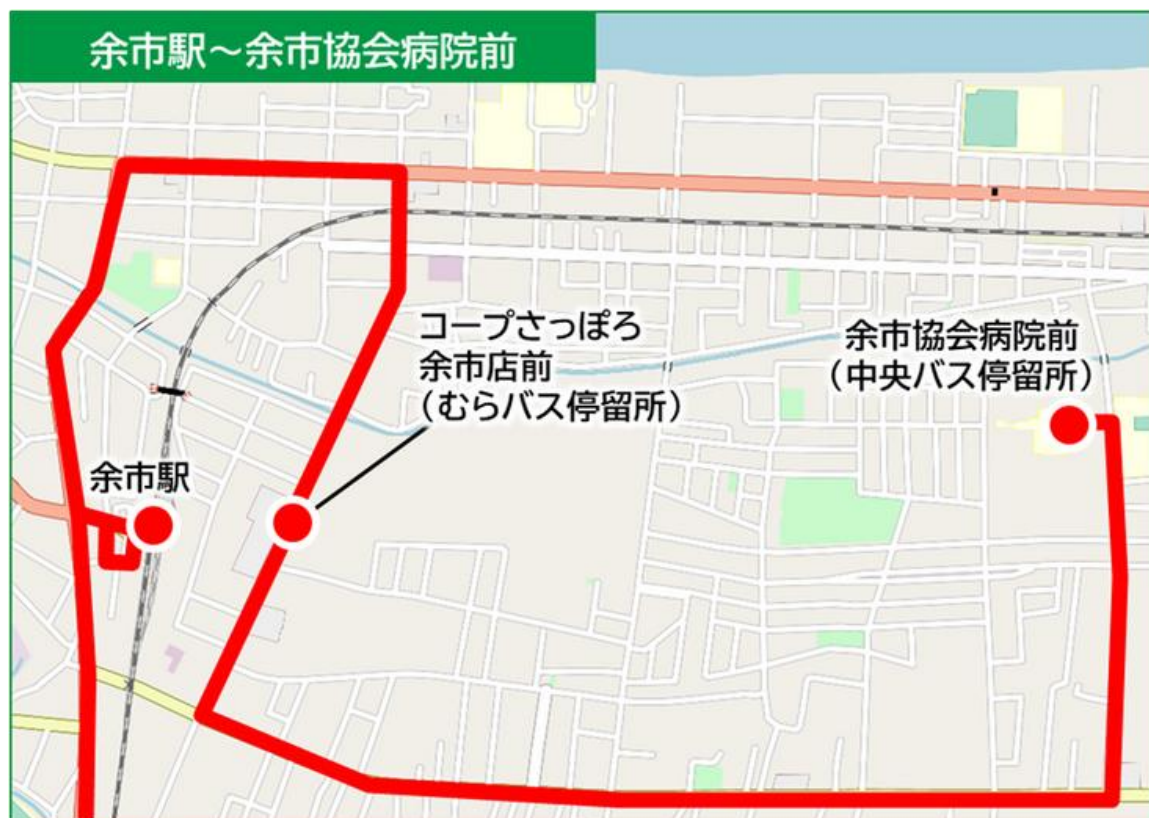 余市駅～余市協会病院前
コープさっぽろ
余市店前
（むらバス停留所）
余市協会病院前
（中央バス停留所）
余市駅